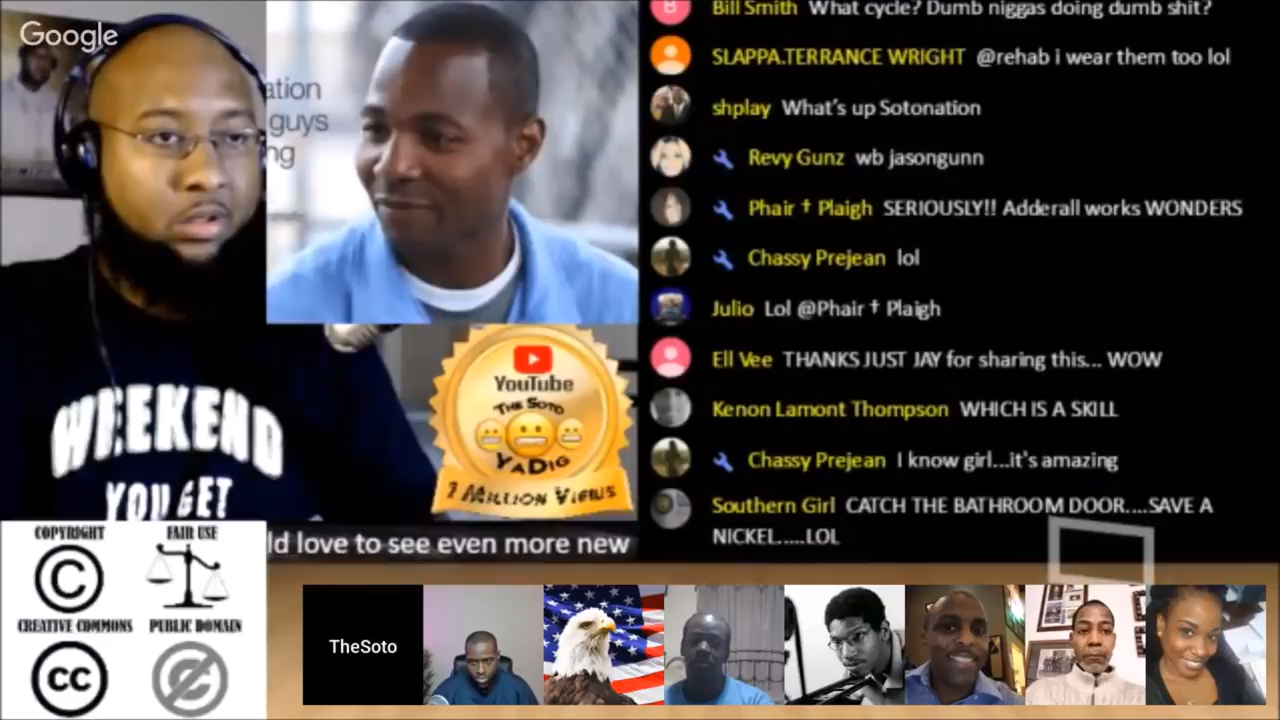 Google
ation
guys
ng
WEEKEND
YOU GET
YouTube
THE SOTO
YADIG
1 MILLION VIEWS
COPYRIGHT
FAIR USE
CREATIVE COMMONS
PUBLIC DOMAIN
cc
ld love to see even more new
Bill Smith What cycle? Dumb niggas doing dumb shit?
SLAPPA.TERRANCE WRIGHT @rehab i wear them too lol
shplay What's up Sotonation
Revy Gunz wb jasongunn
Phair † Plaigh SERIOUSLY!! Adderall works WONDERS
Chassy Prejean lol
Julio Lol @Phair † Plaigh
Ell Vee THANKS JUST JAY for sharing this... WOW
Kenon Lamont Thompson WHICH IS A SKILL
Chassy Prejean I know girl...it's amazing
Southern Girl CATCH THE BATHROOM DOOR....SAVE A
NICKEL.....LOL
TheSoto